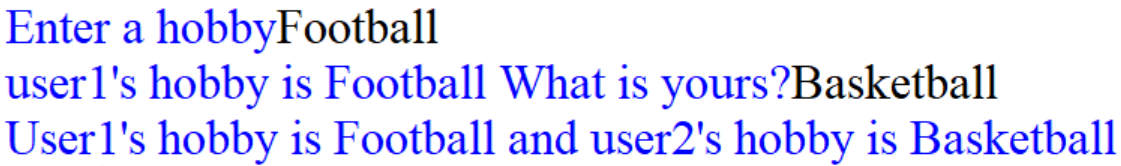 Enter a hobbyFootball
user1's hobby is Football What is yours?Basketball
User1's hobby is Football and user2's hobby is Basketball